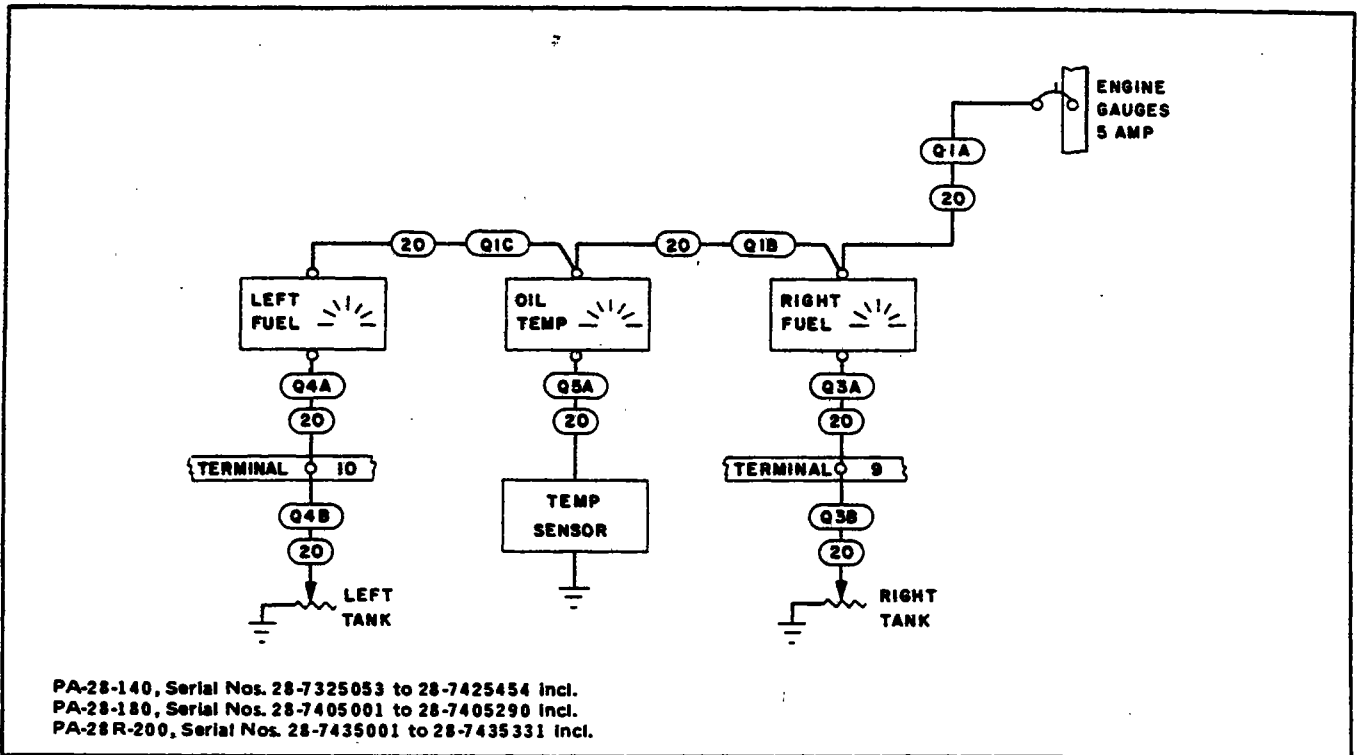 ENGINE
GAUGES
5 AMP
Q1A
20
20
Q1C
20
Q1B
LEFT
FUEL
OIL
TEMP
RIGHT
FUEL
Q4A
Q5A
Q3A
20
20
20
TERMINAL 10
TERMINAL 9
Q4B
TEMP
SENSOR
Q3B
20
20
LEFT
TANK
RIGHT
TANK
PA-28-140, Serial Nos. 28-7325053 to 28-7425454 incl.
PA-28-180, Serial Nos. 28-7405001 to 28-7405290 incl.
PA-28R-200, Serial Nos. 28-7435001 to 28-7435331 incl.